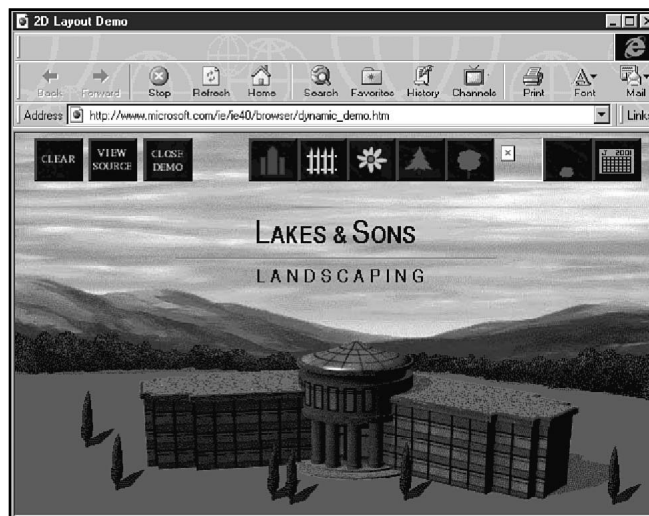 2D Layout Demo
Back Forward Stop Refresh Home Search Favorites History Channels Print Font Mail
Address http://www.microsoft.com/ie/ie40/browser/dynamic_demo.htm Links
CLEAR VIEW SOURCE CLOSE DEMO
LAKES & SONS
LANDSCAPING